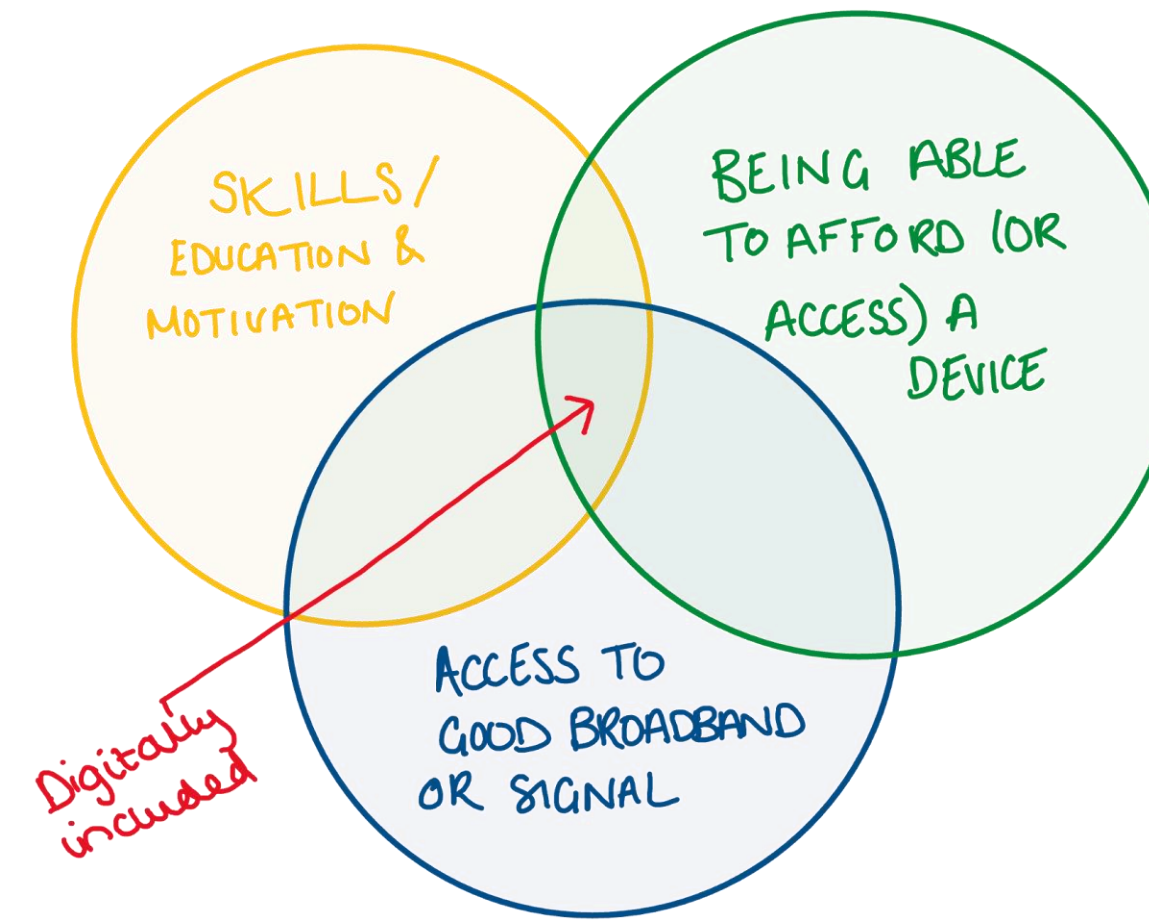 SKILLS/
EDUCATION &
MOTIVATION
BEING ABLE
TO AFFORD (OR
ACCESS) A
DEVICE
ACCESS TO
GOOD BROADBAND
OR SIGNAL
Digitally
included